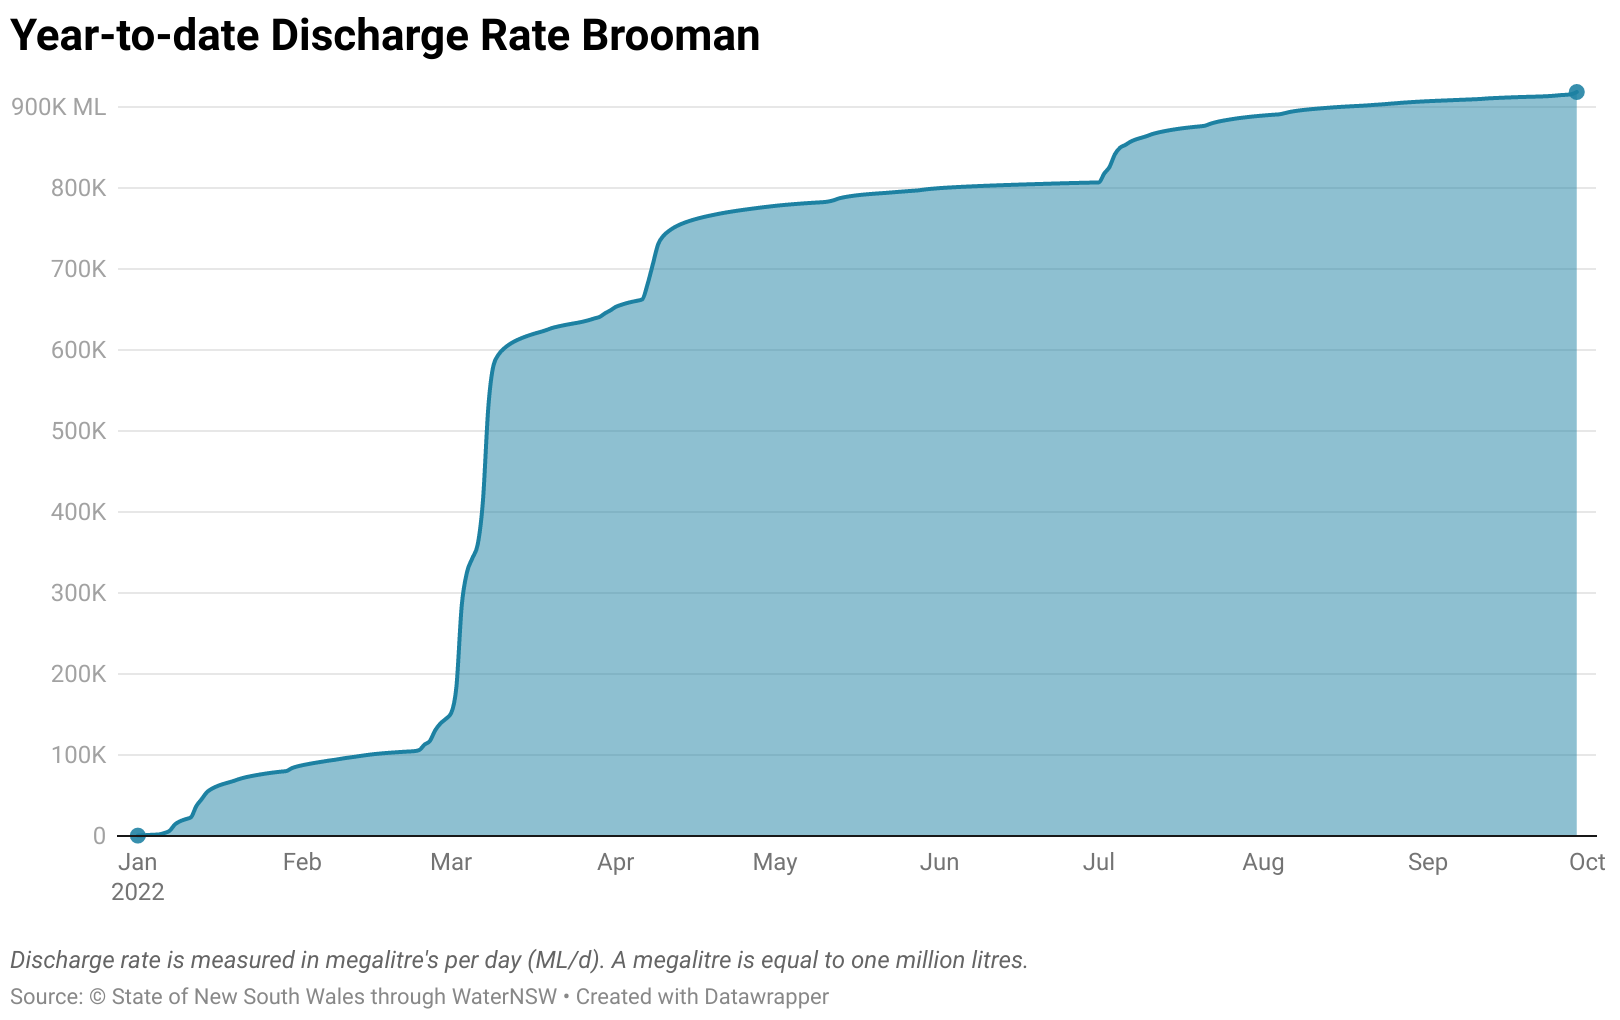 Year-to-date Discharge Rate Brooman
900K ML
800K
700K
600K
500K
400K
300K
200K
100K
0
Jan Feb Mar Apr May Jun Jul Aug Sep Oct
2022
Discharge rate is measured in megalitre's per day (ML/d). A megalitre is equal to one million litres.
Source: © State of New South Wales through WaterNSW • Created with Datawrapper